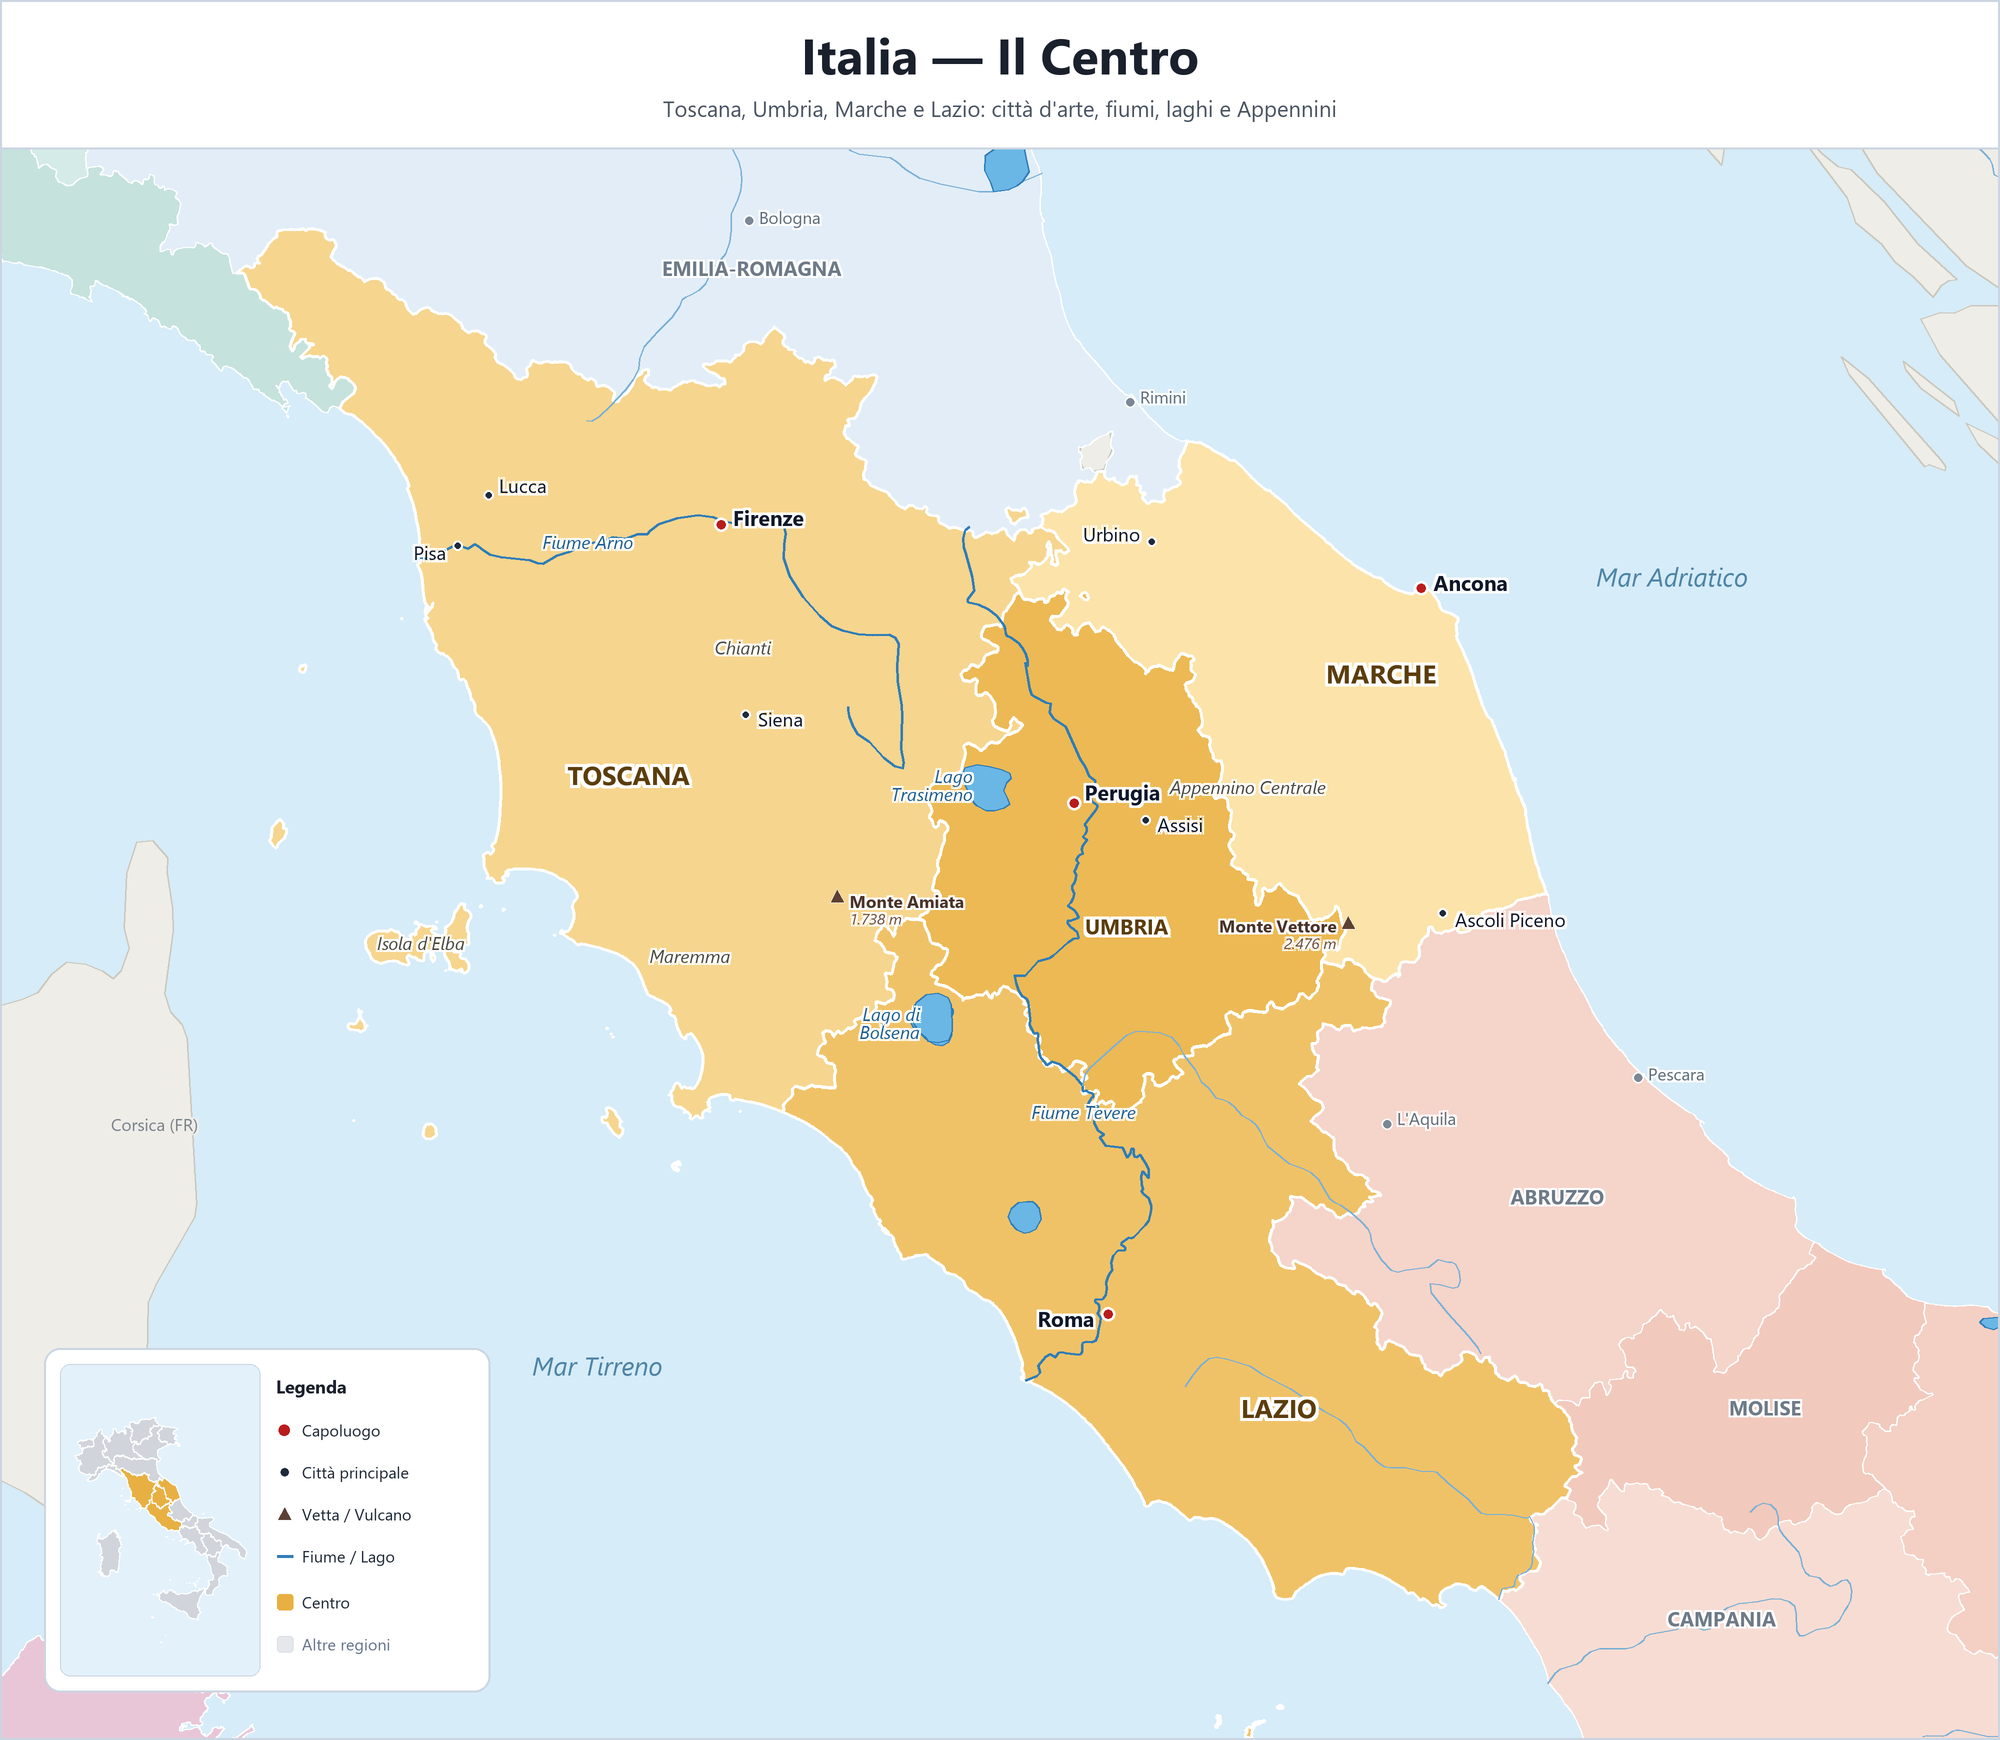 Italia — Il Centro
Toscana, Umbria, Marche e Lazio: città d'arte, fiumi, laghi e Appennini
Bologna
EMILIA-ROMAGNA
Rimini
Lucca
Firenze
Fiume Arno
Pisa
Urbino
Ancona
Mar Adriatico
Chianti
MARCHE
Siena
TOSCANA
Lago
Trasimeno
Perugia
Appennino Centrale
Assisi
Monte Amiata
1.738 m
UMBRIA
Monte Vettore
2.476 m
Ascoli Piceno
Isola d'Elba
Maremma
Lago di
Bolsena
Pescara
Fiume Tevere
L'Aquila
Corsica (FR)
ABRUZZO
Roma
Mar Tirreno
LAZIO
MOLISE
CAMPANIA
Legenda
Capoluogo
Città principale
Vetta / Vulcano
Fiume / Lago
Centro
Altre regioni